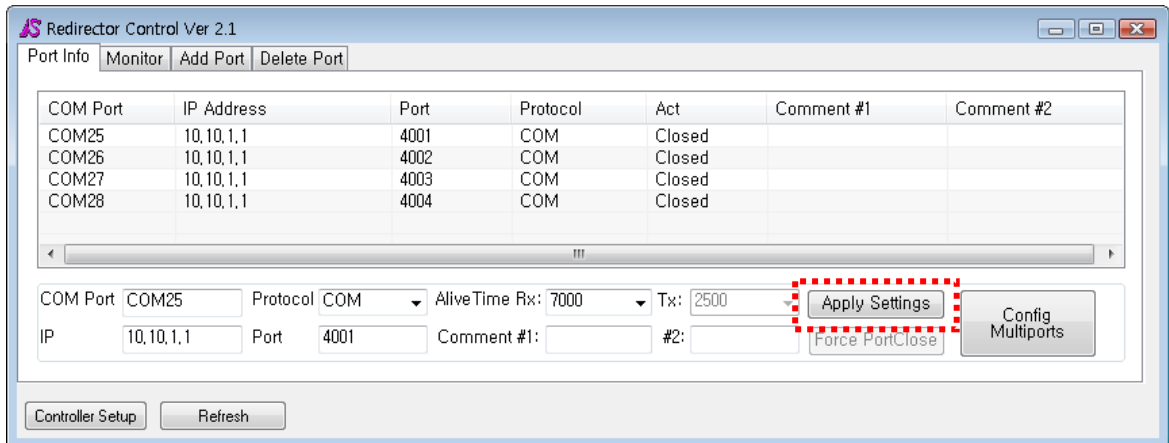 Redirector Control Ver 2.1
Port Info Monitor Add Port Delete Port
COM Port IP Address Port Protocol Act Comment #1 Comment #2
COM25 10,10,1,1 4001 COM Closed
COM26 10,10,1,1 4002 COM Closed
COM27 10,10,1,1 4003 COM Closed
COM28 10,10,1,1 4004 COM Closed
COM Port COM25 Protocol COM AliveTime Rx: 7000 Tx: 2500 Apply Settings Config Multiports
IP 10,10,1,1 Port 4001 Comment #1: #2: Force PortClose
Controller Setup Refresh